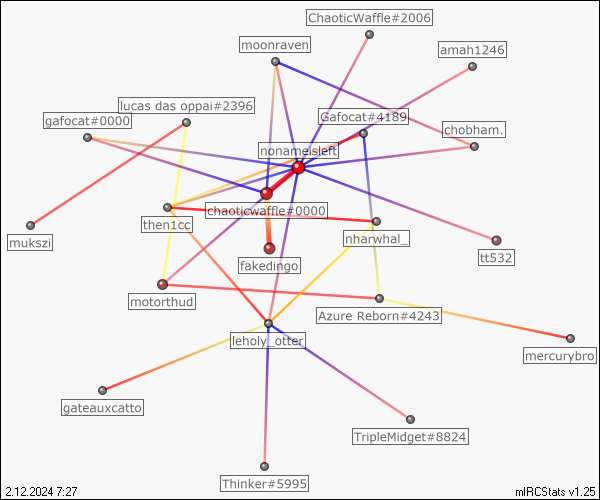 ChaoticWaffle#2006
moonraven
amah1246
lucas das oppai#2396
gafocat#0000
Gafocat#4189
chobham.
nonameisleft
chaoticwaffle#0000
then1cc
nharwhal_
mukszi
fakedingo
tt532
motorthud
Azure Reborn#4243
leholy_otter
mercurybro
gateauxcatto
TripleMidget#8824
Thinker#5995
2.12.2024 7:27
mIRCStats v1.25